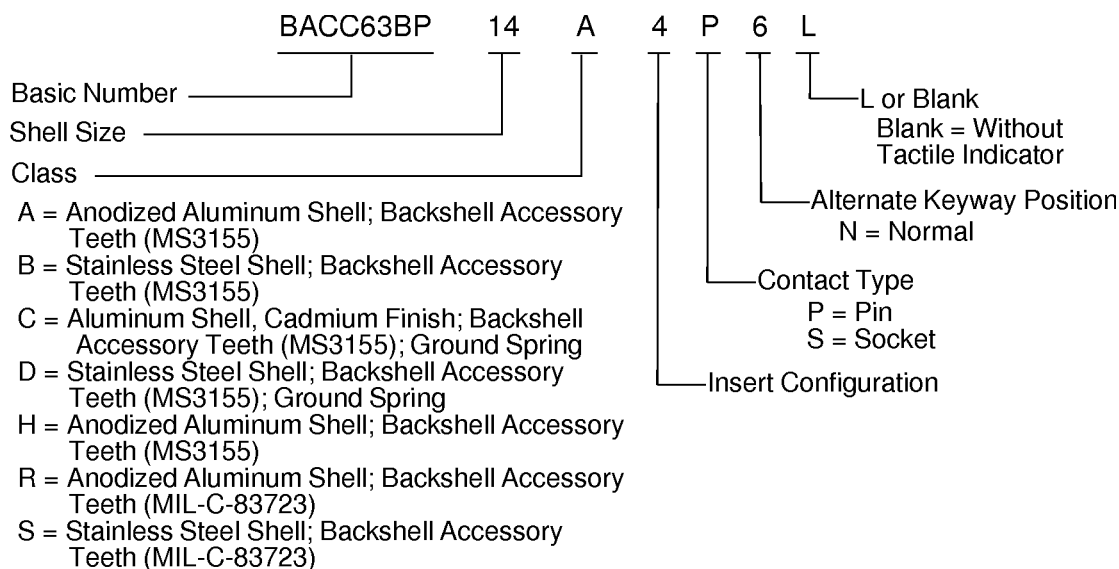 BACC63BP 14 A 4 P 6 L
Basic Number
Shell Size
Class
A = Anodized Aluminum Shell; Backshell Accessory
Teeth (MS3155)
B = Stainless Steel Shell; Backshell Accessory
Teeth (MS3155)
C = Aluminum Shell, Cadmium Finish; Backshell
Accessory Teeth (MS3155); Ground Spring
D = Stainless Steel Shell; Backshell Accessory
Teeth (MS3155); Ground Spring
H = Anodized Aluminum Shell; Backshell Accessory
Teeth (MS3155)
R = Anodized Aluminum Shell; Backshell Accessory
Teeth (MIL-C-83723)
S = Stainless Steel Shell; Backshell Accessory
Teeth (MIL-C-83723)
L or Blank
Blank = Without
Tactile Indicator
Alternate Keyway Position
N = Normal
Contact Type
P = Pin
S = Socket
Insert Configuration